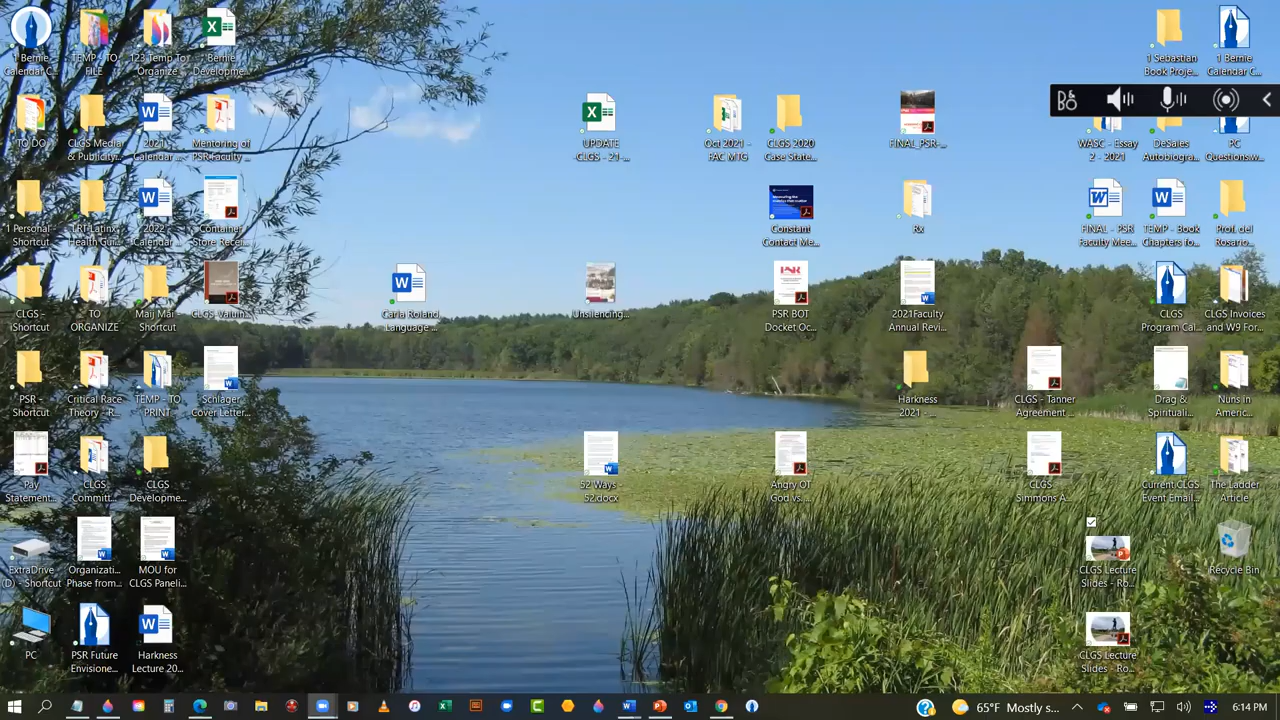 1 Bernie
Calendar C...
TEMP - TO
FILE
123 Temp To
Organize
Bernie
Developme...
1 Sebastian
Book Proje...
1 Bernie
Calendar C...
TO DO
CLGS Media
& Publicity...
2021
Calendar
Mentoring of
PSR Faculty
UPDATE
-CLGS - 21-...
Oct 2021 -
FAC MTG
CLGS 2020
Case State...
FINAL_PSR-...
WASC - Essay
2 - 2021
DeSales
Autobiogra...
PC
Questions.w...
1 Personal
Shortcut
LRT-Latinx
Health Gui...
2022
Calendar
Container
Store Recei...
Constant
Contact Me...
Rx
FINAL - PSR
Faculty Mee...
TEMP - Book
Chapters fo...
Prof. del
Rosario...
CLGS -
Shortcut
TO
ORGANIZE
Maij Mai -
Shortcut
CLGS-Valuin...
Carla Roland
Language ...
Unsilencing...
PSR BOT
Docket Oc...
2021Faculty
Annual Revi...
CLGS
Program Cal...
CLGS Invoices
and W9 For...
PSR -
Shortcut
Critical Race
Theory - R...
TEMP - TO
PRINT
Schlager
Cover Letter...
Harkness
2021 - ...
CLGS - Tanner
Agreement ...
Drag &
Spirituali...
Nuns in
Americ...
Pay
Statement...
CLGS
Committ...
CLGS
Developme...
52 Ways -
52.docx
Angry OT
God vs. ...
CLGS
Simmons A...
Current CLGS
Event Email...
The Ladder
Article
ExtraDrive
(D) - Shortcut
Organizati...
Phase from...
MOU for
CLGS Paneli...
CLGS Lecture
Slides - Ro...
Recycle Bin
PC
PSR Future
Envisione...
Harkness
Lecture 20...
CLGS Lecture
Slides - Ro...
65°F Mostly s...
6:14 PM